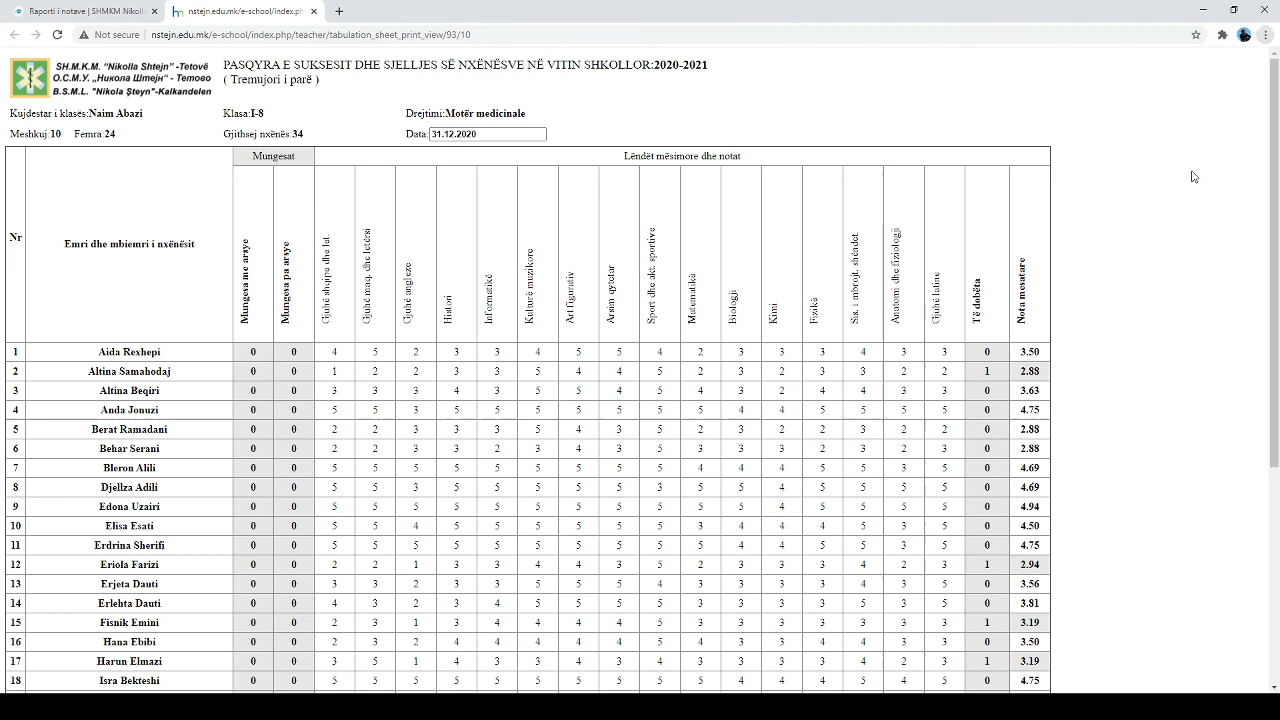 Raporti i notave | SHMKM Nikoll
nstejn.edu.mk/e-school/index.ph
Not secure
nstejn.edu.mk/e-school/index.php/teacher/tabulation_sheet_print_view/93/10
SH.M.K.M. "Nikolla Shtejn" -Tetovë
О.С.М.У. „Никола Штејн“ - Тетово
B.S.M.L. "Nikola Şteyn"-Kalkandelen
PASQYRA E SUKSESIT DHE SJELLJES SË NXËNËSVE NË VITIN SHKOLLOR:2020-2021
( Tremujori i parë )
Kujdestar i klasës:Naim Abazi Klasa:I-8 Drejtimi:Motër medicinale
Meshkuj:10 Femra:24 Gjithsej nxënës:34 Data: 31.12.2020
Mungesat Lëndët mësimore dhe notat
Nr Emri dhe mbiemri i nxënësit Mungesa me arsye Mungesa pa arsye Gjuhë shqipe dhe let. Gjuhë maq. dhe letërsi Gjuhë angleze Histori Informatikë Kulturë muzikore Art figurativ Arsim qytetar Sport dhe akt. sportive Matematikë Biologji Kimi Fizikë Sis. i mbrojt. shëndet. Anatomi dhe fiziologji Gjuhë latine Të dobëta Nota mesatare
1 Aida Rexhepi 0 0 4 5 2 3 3 4 5 5 4 2 3 3 3 4 3 3 0 3.50
2 Altina Samahodaj 0 0 1 2 2 3 3 5 4 4 5 2 3 2 3 3 2 2 1 2.88
3 Altina Beqiri 0 0 3 3 3 4 3 5 5 4 5 4 3 2 4 4 3 3 0 3.63
4 Anda Jonuzi 0 0 5 5 3 5 5 5 5 5 5 5 4 4 5 5 5 5 0 4.75
5 Berat Ramadani 0 0 2 2 3 3 3 5 4 3 5 2 3 2 2 3 2 2 0 2.88
6 Behar Serani 0 0 2 2 3 3 2 3 4 3 5 3 3 3 2 3 2 3 0 2.88
7 Bleron Alili 0 0 5 5 5 5 5 5 5 5 5 4 4 4 5 5 3 5 0 4.69
8 Djellza Adili 0 0 5 5 3 5 5 5 5 5 3 5 5 4 5 5 5 5 0 4.69
9 Edona Uzairi 0 0 5 5 5 5 5 5 5 5 5 5 5 4 5 5 5 5 0 4.94
10 Elisa Esati 0 0 5 5 4 5 5 5 5 5 5 3 4 4 4 5 3 5 0 4.50
11 Erdrina Sherifi 0 0 5 5 5 5 5 5 5 5 5 5 4 4 5 5 3 5 0 4.75
12 Eriola Farizi 0 0 2 2 1 3 3 4 4 3 5 2 3 3 3 4 2 3 1 2.94
13 Erjeta Dauti 0 0 3 3 2 3 3 5 5 5 4 3 3 3 3 4 3 5 0 3.56
14 Erlehta Dauti 0 0 4 3 2 3 4 5 5 5 5 3 3 3 3 5 3 5 0 3.81
15 Fisnik Emini 0 0 2 3 1 3 4 4 4 4 5 3 3 3 3 3 3 3 1 3.19
16 Hana Ebibi 0 0 2 3 2 4 4 4 4 4 5 4 3 3 4 4 3 3 0 3.50
17 Harun Elmazi 0 0 3 5 1 4 3 3 4 3 4 3 3 3 3 4 2 3 1 3.19
18 Isra Bekteshi 0 0 5 5 5 5 5 5 5 5 5 5 4 4 4 5 4 5 0 4.75